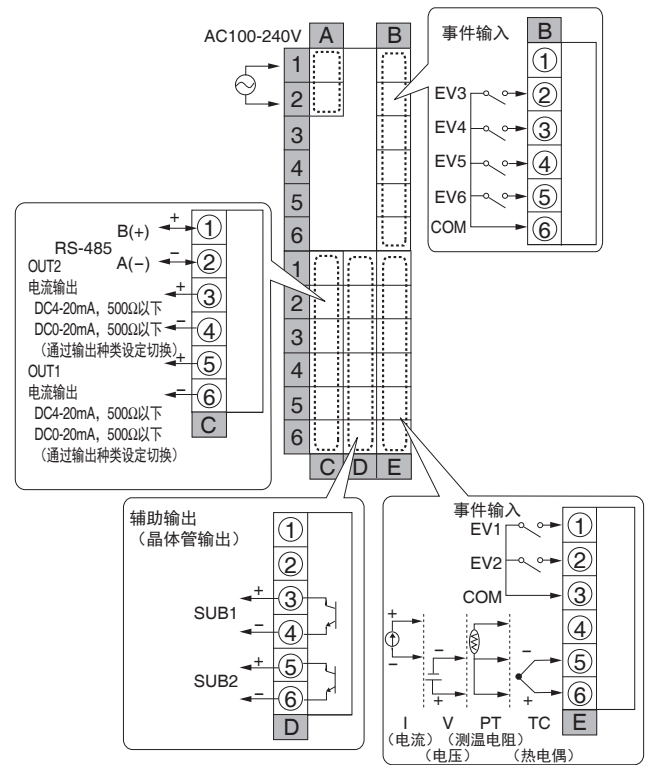 AC100-240V
A
B
1
2
3
4
5
6
1
2
3
4
5
6
C D E
事件输入
B
①
EV3
②
EV4
③
EV5
④
EV6
⑤
COM
⑥
B(+)
+
①
RS-485
A(−)
−
②
OUT2
电流输出
+
③
DC4-20mA，500Ω以下
DC0-20mA，500Ω以下
−
④
（通过输出种类设定切换）
+
⑤
OUT1
电流输出
−
⑥
DC4-20mA，500Ω以下
C
DC0-20mA，500Ω以下
（通过输出种类设定切换）
辅助输出
（晶体管输出）
①
②
SUB1
+
③
−
④
SUB2
+
⑤
−
⑥
D
事件输入
EV1
①
EV2
②
COM
③
④
⑤
⑥
E
+
−
−
+
−
+
I V PT TC
（电流）（测温电阻）
（电压） （热电偶）